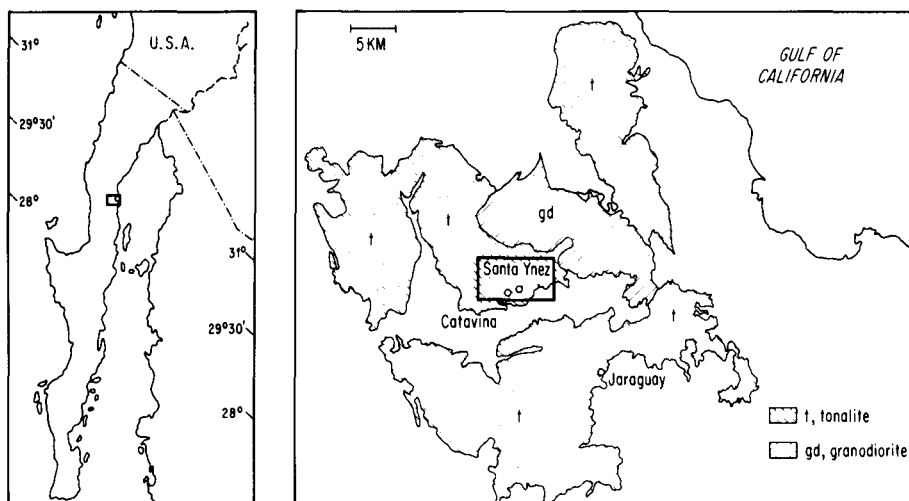 31°
U.S.A.
29°30'
28°
31°
29°30'
28°
5 KM
GULF OF
CALIFORNIA
t
gd
t
t
Santa Ynez
Catavina
t
Jaraguay
t
t, tonalite
gd, granodiorite